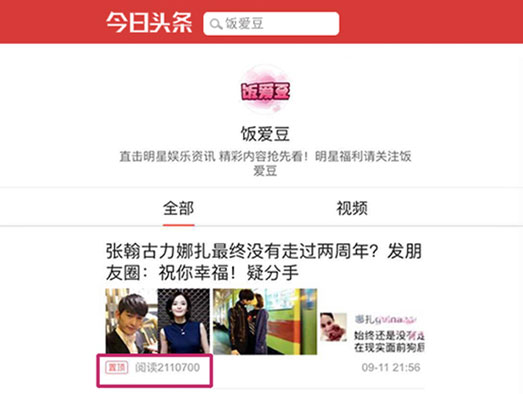 今日头条 饭爱豆
饭爱豆
饭爱豆
直击明星娱乐资讯 精彩内容抢先看！明星福利请关注饭
爱豆
全部 视频
张翰古力娜扎最终没有走过两周年？发朋
友圈：祝你幸福！疑分手
娜扎
始终还是没有走
在现实面前狗屁
置顶 阅读2110700 09-11 21:56